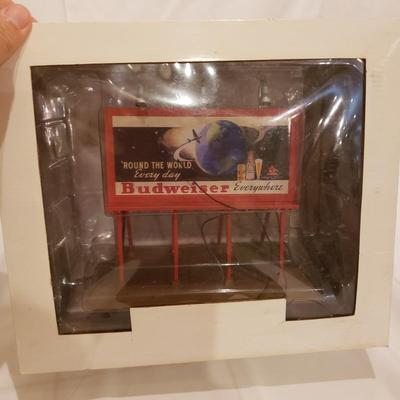 'ROUND THE WORLD
Every day
Budweiser Everywhere